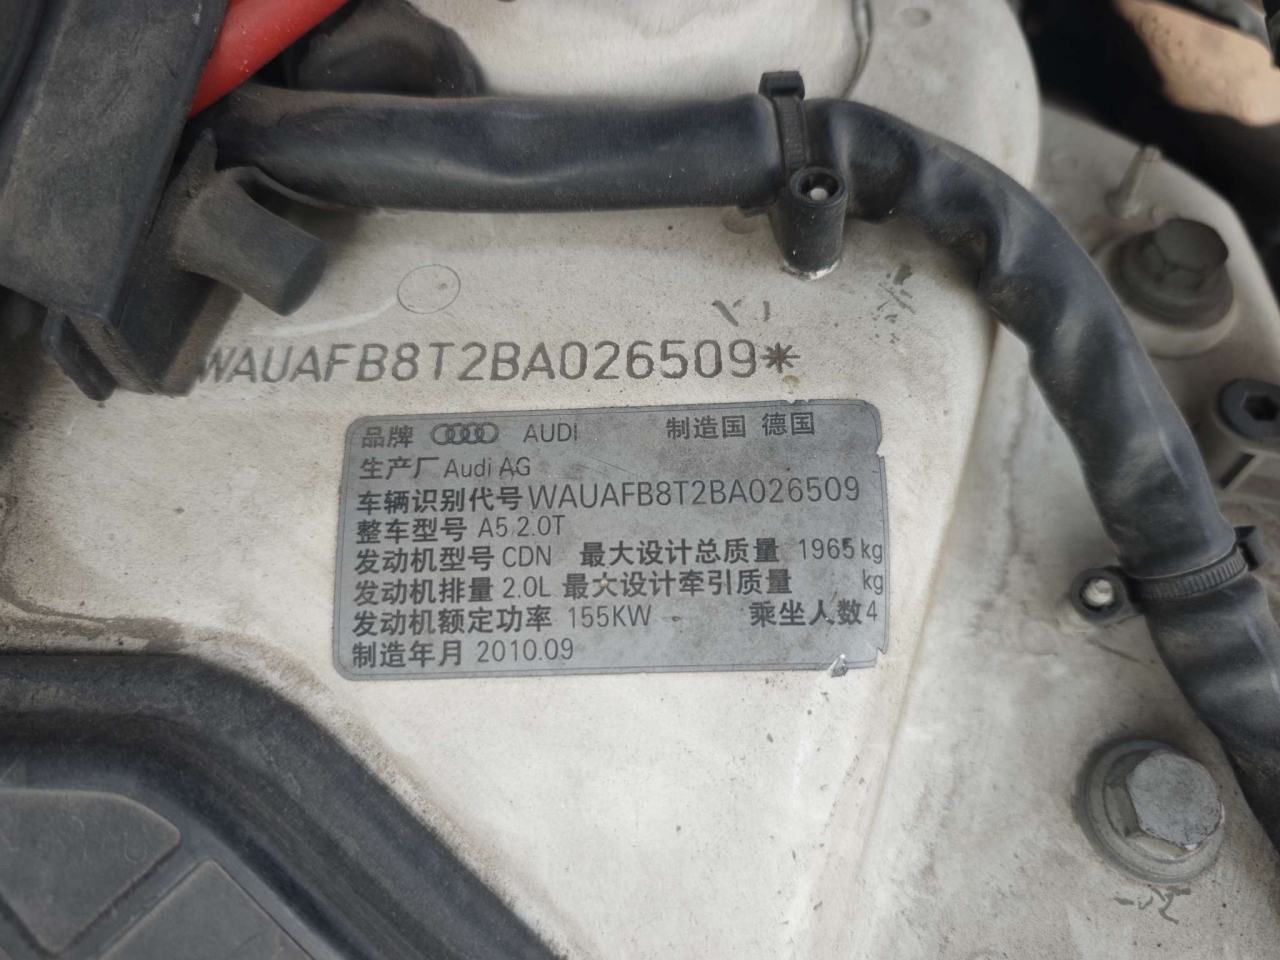 WAUAFB8T2BA026509*
品牌 AUDI 制造国 德国
生产厂 Audi AG
车辆识别代号 WAUAFB8T2BA026509
整车型号 A5 2.0T
发动机型号 CDN 最大设计总质量 1965 kg
发动机排量 2.0L 最大设计牵引质量 kg
发动机额定功率 155KW 乘坐人数 4
制造年月 2010.09